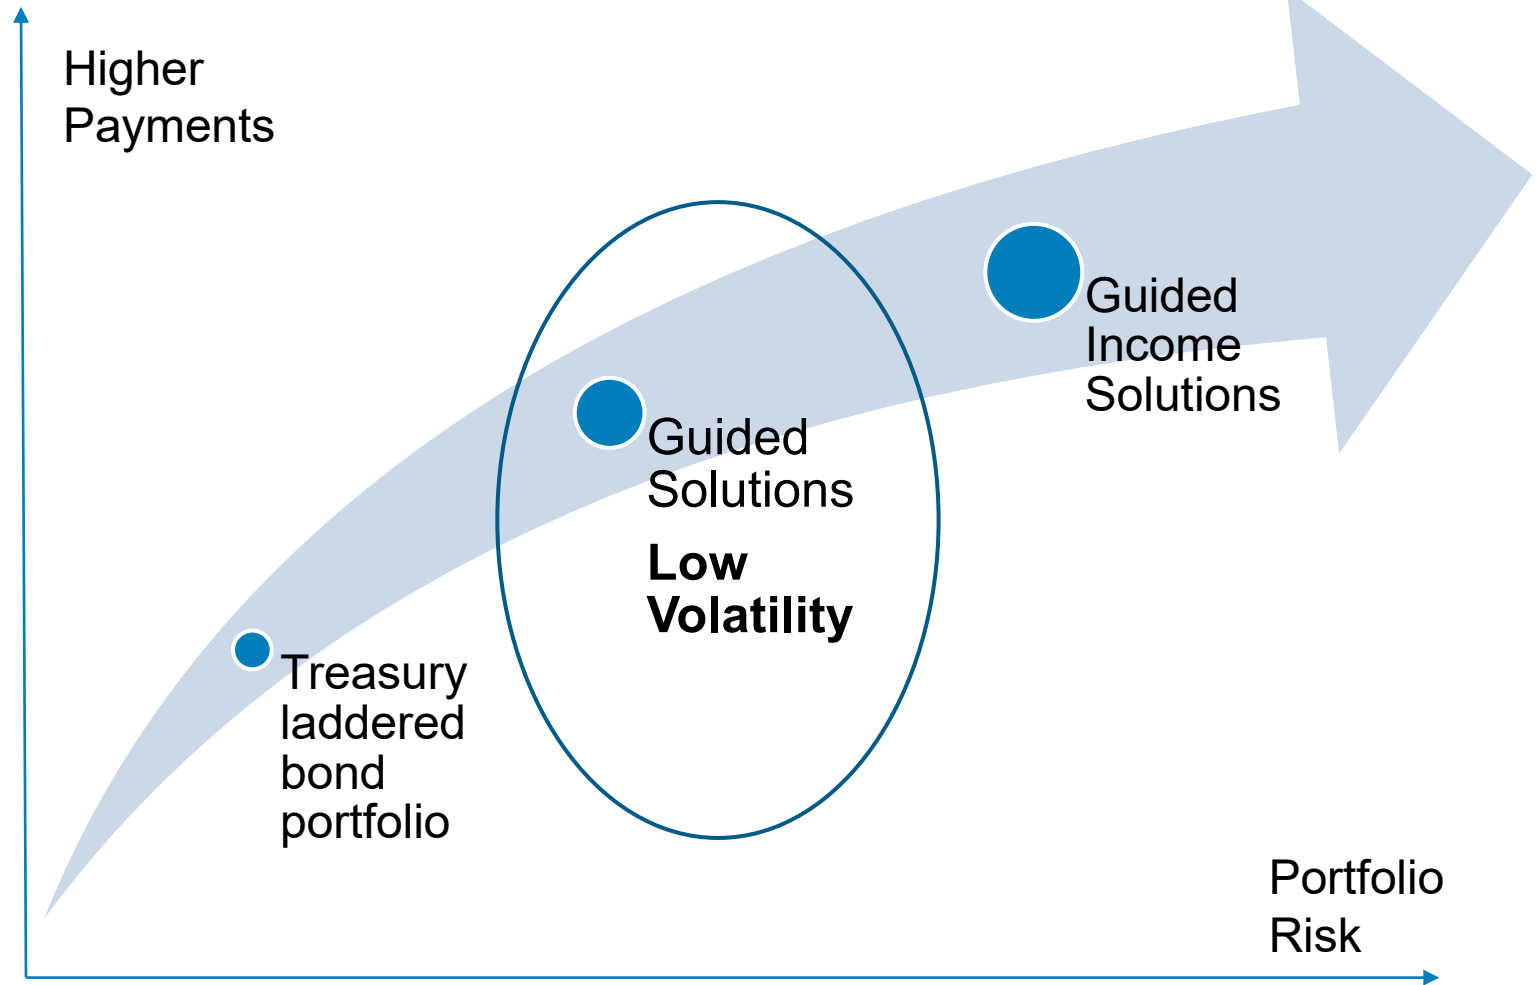 Higher
Payments
Guided
Income
Solutions
Guided
Solutions
Low
Volatility
Treasury
laddered
bond
portfolio
Portfolio
Risk